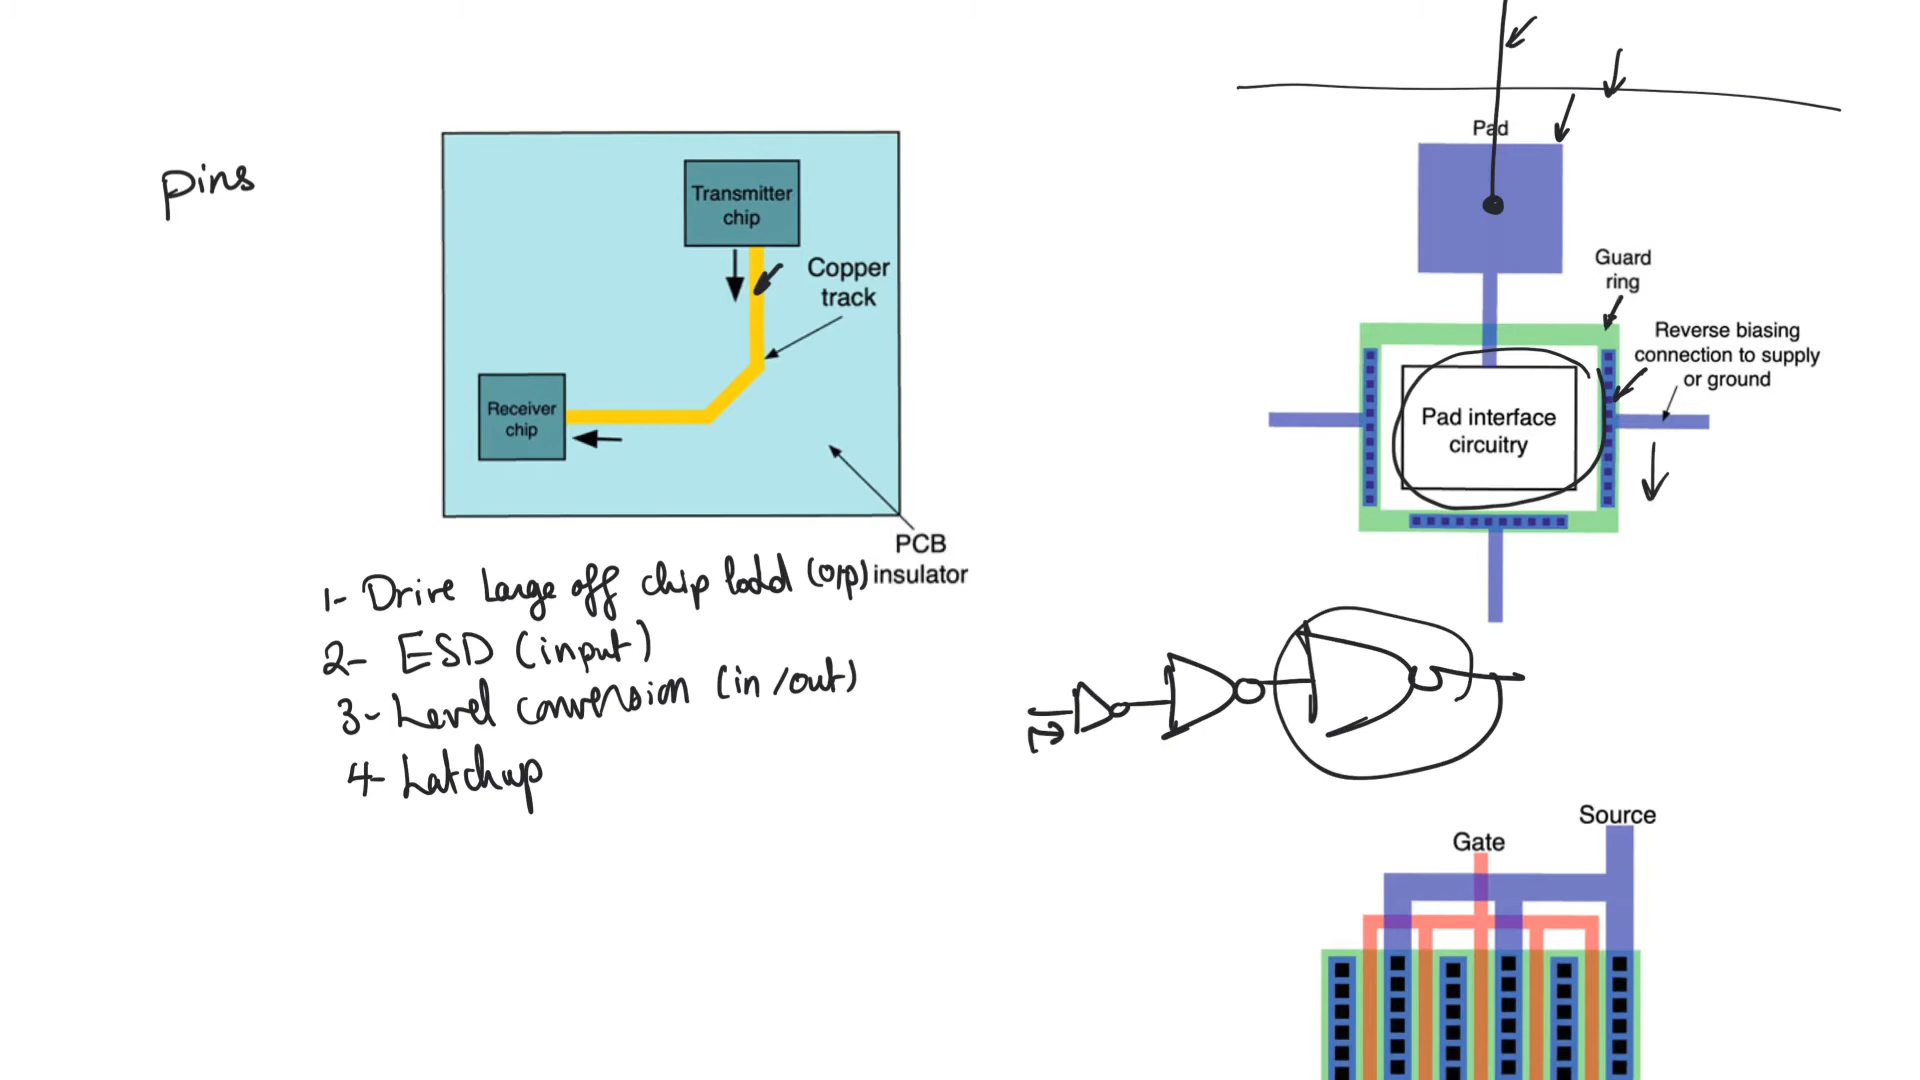 pins
Transmitter
chip
Copper
track
Receiver
chip
PCB
insulator
1- Drive Large off chip load (o/p)
2- ESD (input)
3- Level conversion (in/out)
4- Latchup
Pad
Guard
ring
Reverse biasing
connection to supply
or ground
Pad interface
circuitry
Source
Gate